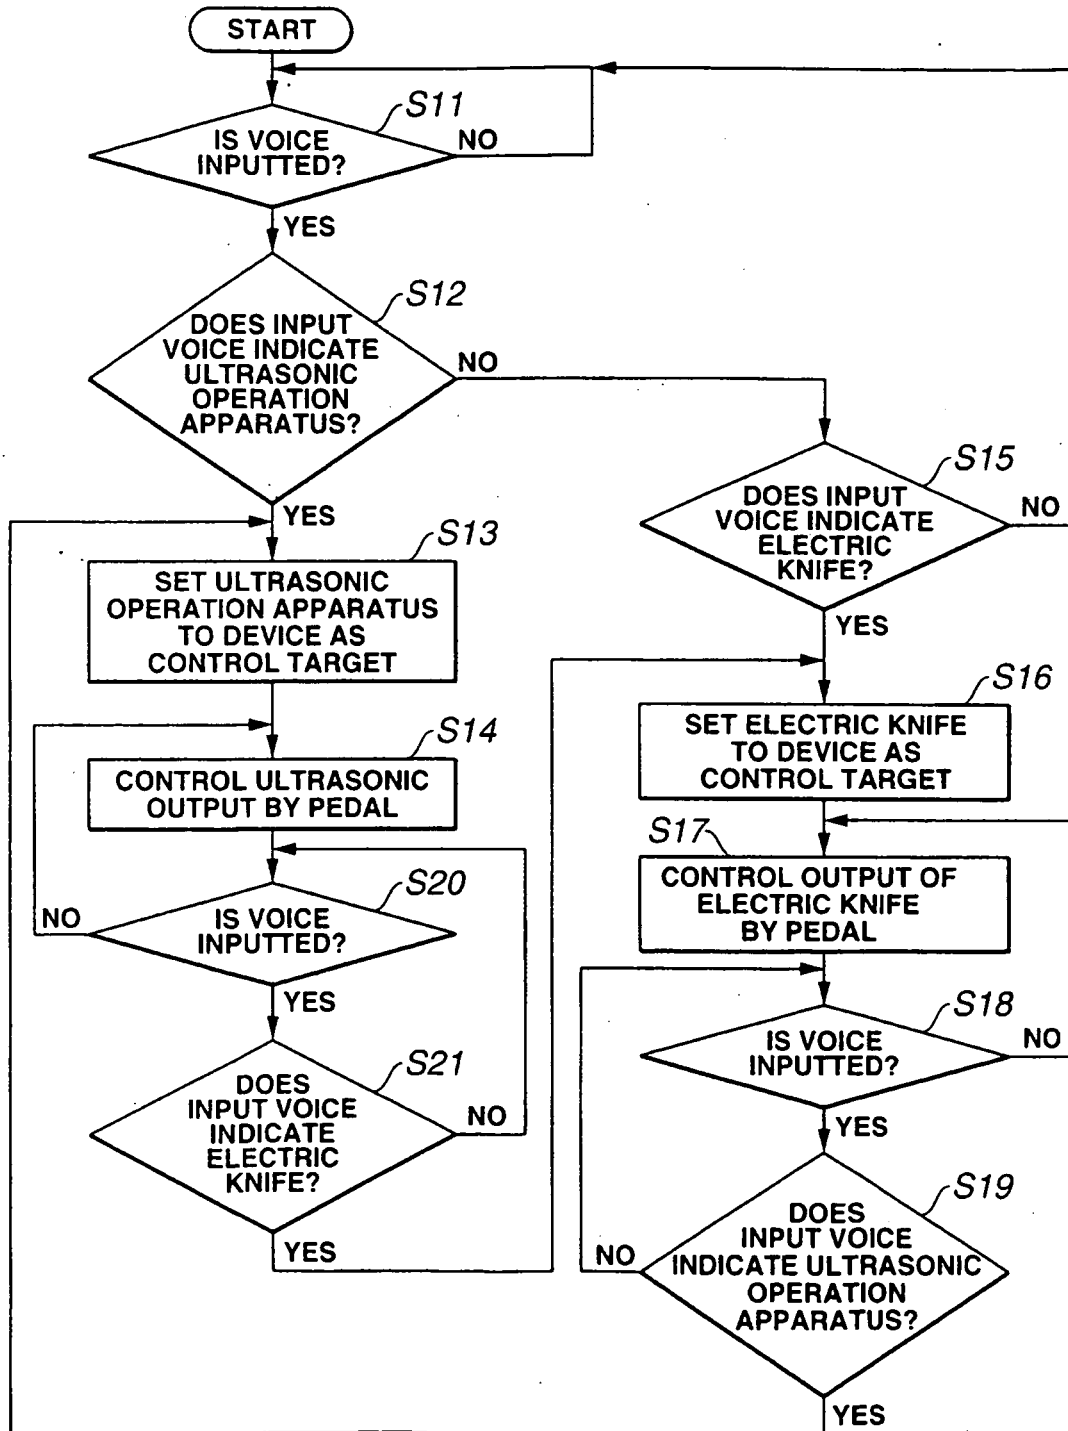 START
S11
IS VOICE
INPUTTED?
NO
YES
S12
DOES INPUT
VOICE INDICATE
ULTRASONIC
OPERATION
APPARATUS?
NO
YES
S13
SET ULTRASONIC
OPERATION APPARATUS
TO DEVICE AS
CONTROL TARGET
S14
CONTROL ULTRASONIC
OUTPUT BY PEDAL
S20
IS VOICE
INPUTTED?
NO
YES
S21
DOES
INPUT VOICE
INDICATE
ELECTRIC
KNIFE?
NO
YES
S15
DOES INPUT
VOICE INDICATE
ELECTRIC
KNIFE?
NO
YES
S16
SET ELECTRIC KNIFE
TO DEVICE AS
CONTROL TARGET
S17
CONTROL OUTPUT OF
ELECTRIC KNIFE
BY PEDAL
S18
IS VOICE
INPUTTED?
NO
YES
S19
DOES
INPUT VOICE
INDICATE ULTRASONIC
OPERATION
APPARATUS?
NO
YES